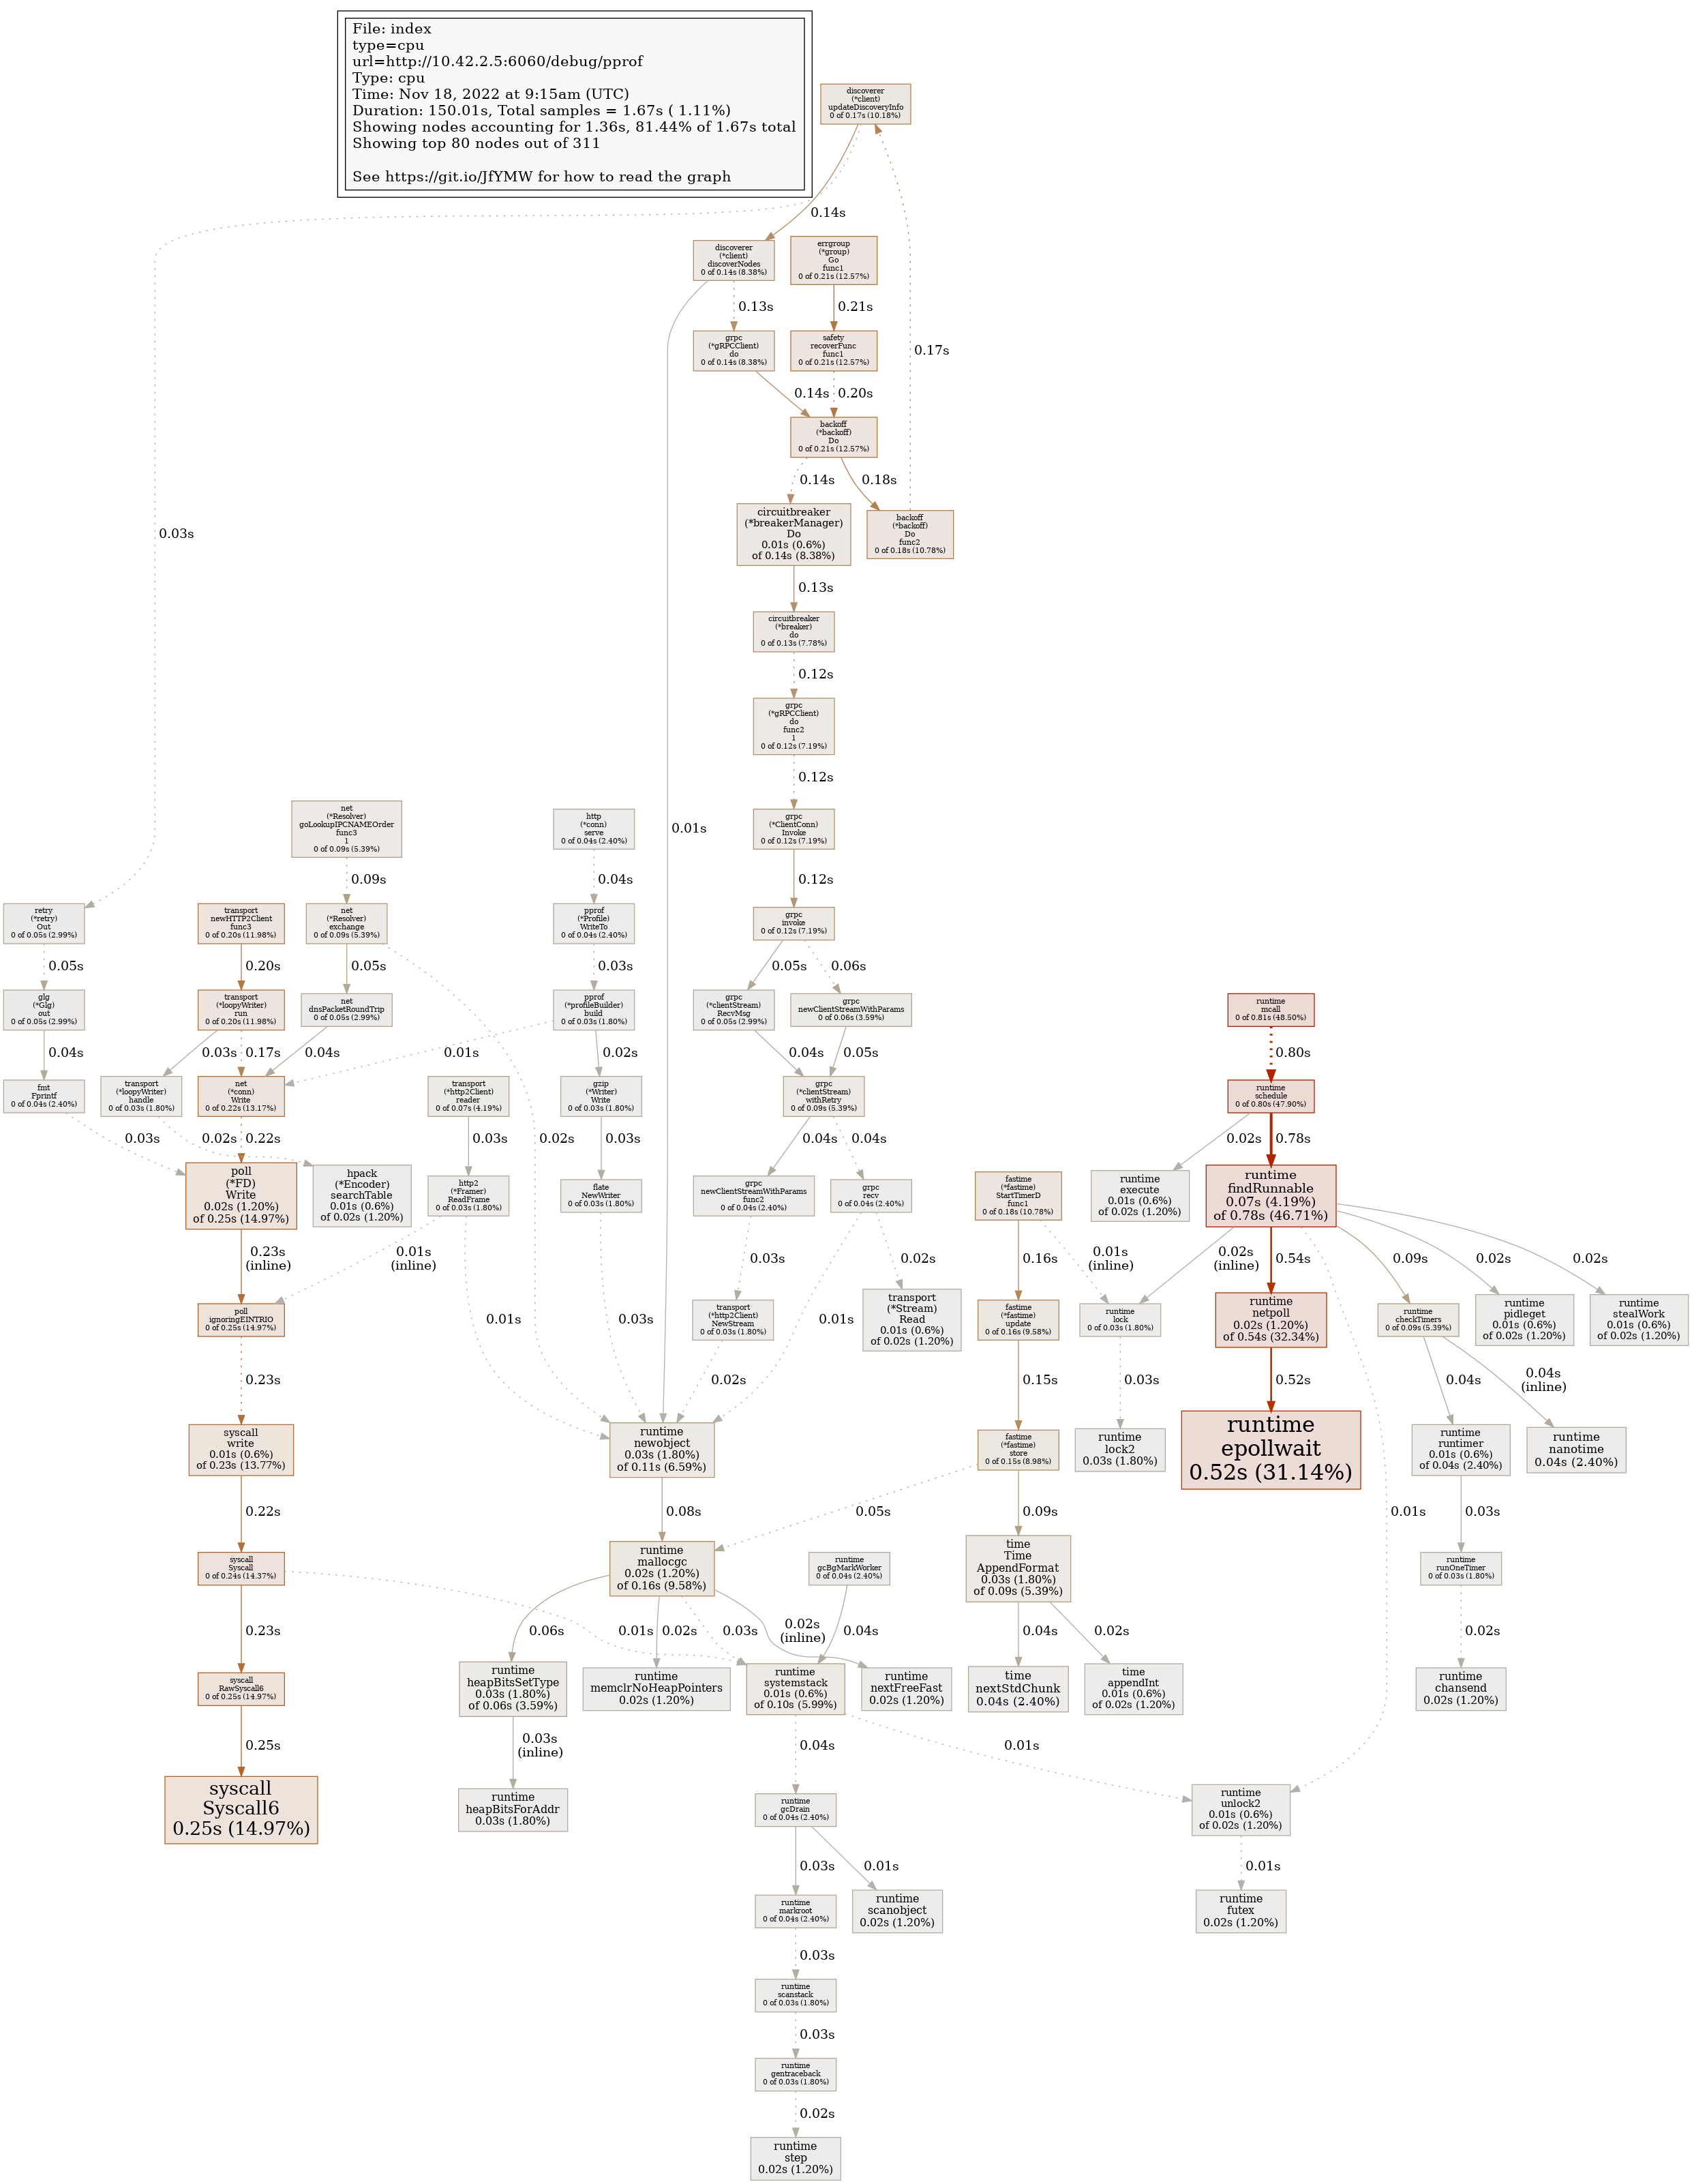 File: index
type=cpu
url=http://10.42.2.5:6060/debug/pprof
Type: cpu
Time: Nov 18, 2022 at 9:15am (UTC)
Duration: 150.01s, Total samples = 1.67s ( 1.11%)
Showing nodes accounting for 1.36s, 81.44% of 1.67s total
Showing top 80 nodes out of 311
See https://git.io/JfYMW for how to read the graph
discoverer
(*client)
updateDiscoveryInfo
0 of 0.17s (10.18%)
0.14s
discoverer
(*client)
discoverNodes
0 of 0.14s (8.38%)
errgroup
(*group)
Go
func1
0 of 0.21s (12.57%)
0.13s
0.21s
grpc
(*gRPCClient)
do
0 of 0.14s (8.38%)
safety
recoverFunc
func1
0 of 0.21s (12.57%)
0.17s
0.14s
0.20s
backoff
(*backoff)
Do
0 of 0.21s (12.57%)
0.14s
0.18s
circuitbreaker
(*breakerManager)
Do
0.01s (0.6%)
of 0.14s (8.38%)
backoff
(*backoff)
Do
func2
0 of 0.18s (10.78%)
0.03s
0.13s
circuitbreaker
(*breaker)
do
0 of 0.13s (7.78%)
0.12s
grpc
(*gRPCClient)
do
func2
1
0 of 0.12s (7.19%)
0.12s
net
(*Resolver)
goLookupIPCNAMEOrder
func3
1
0 of 0.09s (5.39%)
http
(*conn)
serve
0 of 0.04s (2.40%)
0.01s
grpc
(*ClientConn)
Invoke
0 of 0.12s (7.19%)
0.09s
0.04s
0.12s
retry
(*retry)
Out
0 of 0.05s (2.99%)
transport
newHTTP2Client
func3
0 of 0.20s (11.98%)
net
(*Resolver)
exchange
0 of 0.09s (5.39%)
pprof
(*Profile)
WriteTo
0 of 0.04s (2.40%)
grpc
invoke
0 of 0.12s (7.19%)
0.05s
0.20s
0.05s
0.03s
0.05s
0.06s
glg
(*Glg)
out
0 of 0.05s (2.99%)
transport
(*loopyWriter)
run
0 of 0.20s (11.98%)
net
dnsPacketRoundTrip
0 of 0.05s (2.99%)
pprof
(*profileBuilder)
build
0 of 0.03s (1.80%)
grpc
(*clientStream)
RecvMsg
0 of 0.05s (2.99%)
grpc
newClientStreamWithParams
0 of 0.06s (3.59%)
runtime
mcall
0 of 0.81s (48.50%)
0.04s
0.03s
0.17s
0.04s
0.01s
0.02s
0.04s
0.05s
0.80s
fmt
Fprintf
0 of 0.04s (2.40%)
transport
(*loopyWriter)
handle
0 of 0.03s (1.80%)
net
(*conn)
Write
0 of 0.22s (13.17%)
transport
(*http2Client)
reader
0 of 0.07s (4.19%)
gzip
(*Writer)
Write
0 of 0.03s (1.80%)
grpc
(*clientStream)
withRetry
0 of 0.09s (5.39%)
runtime
schedule
0 of 0.80s (47.90%)
0.03s
0.02s
0.22s
0.03s
0.02s
0.03s
0.04s
0.04s
0.02s
0.78s
poll
(*FD)
Write
0.02s (1.20%)
of 0.25s (14.97%)
hpack
(*Encoder)
searchTable
0.01s (0.6%)
of 0.02s (1.20%)
http2
(*Framer)
ReadFrame
0 of 0.03s (1.80%)
flate
NewWriter
0 of 0.03s (1.80%)
grpc
newClientStreamWithParams
func2
0 of 0.04s (2.40%)
grpc
recv
0 of 0.04s (2.40%)
fastime
(*fastime)
StartTimerD
func1
0 of 0.18s (10.78%)
runtime
execute
0.01s (0.6%)
of 0.02s (1.20%)
runtime
findRunnable
0.07s (4.19%)
of 0.78s (46.71%)
0.23s
(inline)
0.01s
(inline)
0.03s
0.02s
0.16s
0.01s
(inline)
0.02s
(inline)
0.54s
0.09s
0.02s
0.02s
poll
ignoringEINTRIO
0 of 0.25s (14.97%)
0.01s
0.03s
transport
(*http2Client)
NewStream
0 of 0.03s (1.80%)
0.01s
transport
(*Stream)
Read
0.01s (0.6%)
of 0.02s (1.20%)
fastime
(*fastime)
update
0 of 0.16s (9.58%)
runtime
lock
0 of 0.03s (1.80%)
runtime
netpoll
0.02s (1.20%)
of 0.54s (32.34%)
runtime
checkTimers
0 of 0.09s (5.39%)
runtime
pidleget
0.01s (0.6%)
of 0.02s (1.20%)
runtime
stealWork
0.01s (0.6%)
of 0.02s (1.20%)
0.23s
0.02s
0.15s
0.03s
0.52s
0.04s
0.04s
(inline)
syscall
write
0.01s (0.6%)
of 0.23s (13.77%)
runtime
newobject
0.03s (1.80%)
of 0.11s (6.59%)
fastime
(*fastime)
store
0 of 0.15s (8.98%)
runtime
lock2
0.03s (1.80%)
runtime
epollwait
0.52s (31.14%)
runtime
runtimer
0.01s (0.6%)
of 0.04s (2.40%)
runtime
nanotime
0.04s (2.40%)
0.22s
0.08s
0.05s
0.09s
0.01s
0.03s
syscall
Syscall
0 of 0.24s (14.37%)
runtime
mallocgc
0.02s (1.20%)
of 0.16s (9.58%)
runtime
gcBgMarkWorker
0 of 0.04s (2.40%)
time
Time
AppendFormat
0.03s (1.80%)
of 0.09s (5.39%)
runtime
runOneTimer
0 of 0.03s (1.80%)
0.23s
0.06s
0.01s
0.02s
0.03s
0.02s
(inline)
0.04s
0.04s
0.02s
0.02s
syscall
RawSyscall6
0 of 0.25s (14.97%)
runtime
heapBitsSetType
0.03s (1.80%)
of 0.06s (3.59%)
runtime
memclrNoHeapPointers
0.02s (1.20%)
runtime
systemstack
0.01s (0.6%)
of 0.10s (5.99%)
runtime
nextFreeFast
0.02s (1.20%)
time
nextStdChunk
0.04s (2.40%)
time
appendInt
0.01s (0.6%)
of 0.02s (1.20%)
runtime
chansend
0.02s (1.20%)
0.25s
0.03s
(inline)
0.04s
0.01s
syscall
Syscall6
0.25s (14.97%)
runtime
heapBitsForAddr
0.03s (1.80%)
runtime
gcDrain
0 of 0.04s (2.40%)
runtime
unlock2
0.01s (0.6%)
of 0.02s (1.20%)
0.03s
0.01s
0.01s
runtime
markroot
0 of 0.04s (2.40%)
runtime
scanobject
0.02s (1.20%)
runtime
futex
0.02s (1.20%)
0.03s
runtime
scanstack
0 of 0.03s (1.80%)
0.03s
runtime
gentraceback
0 of 0.03s (1.80%)
0.02s
runtime
step
0.02s (1.20%)